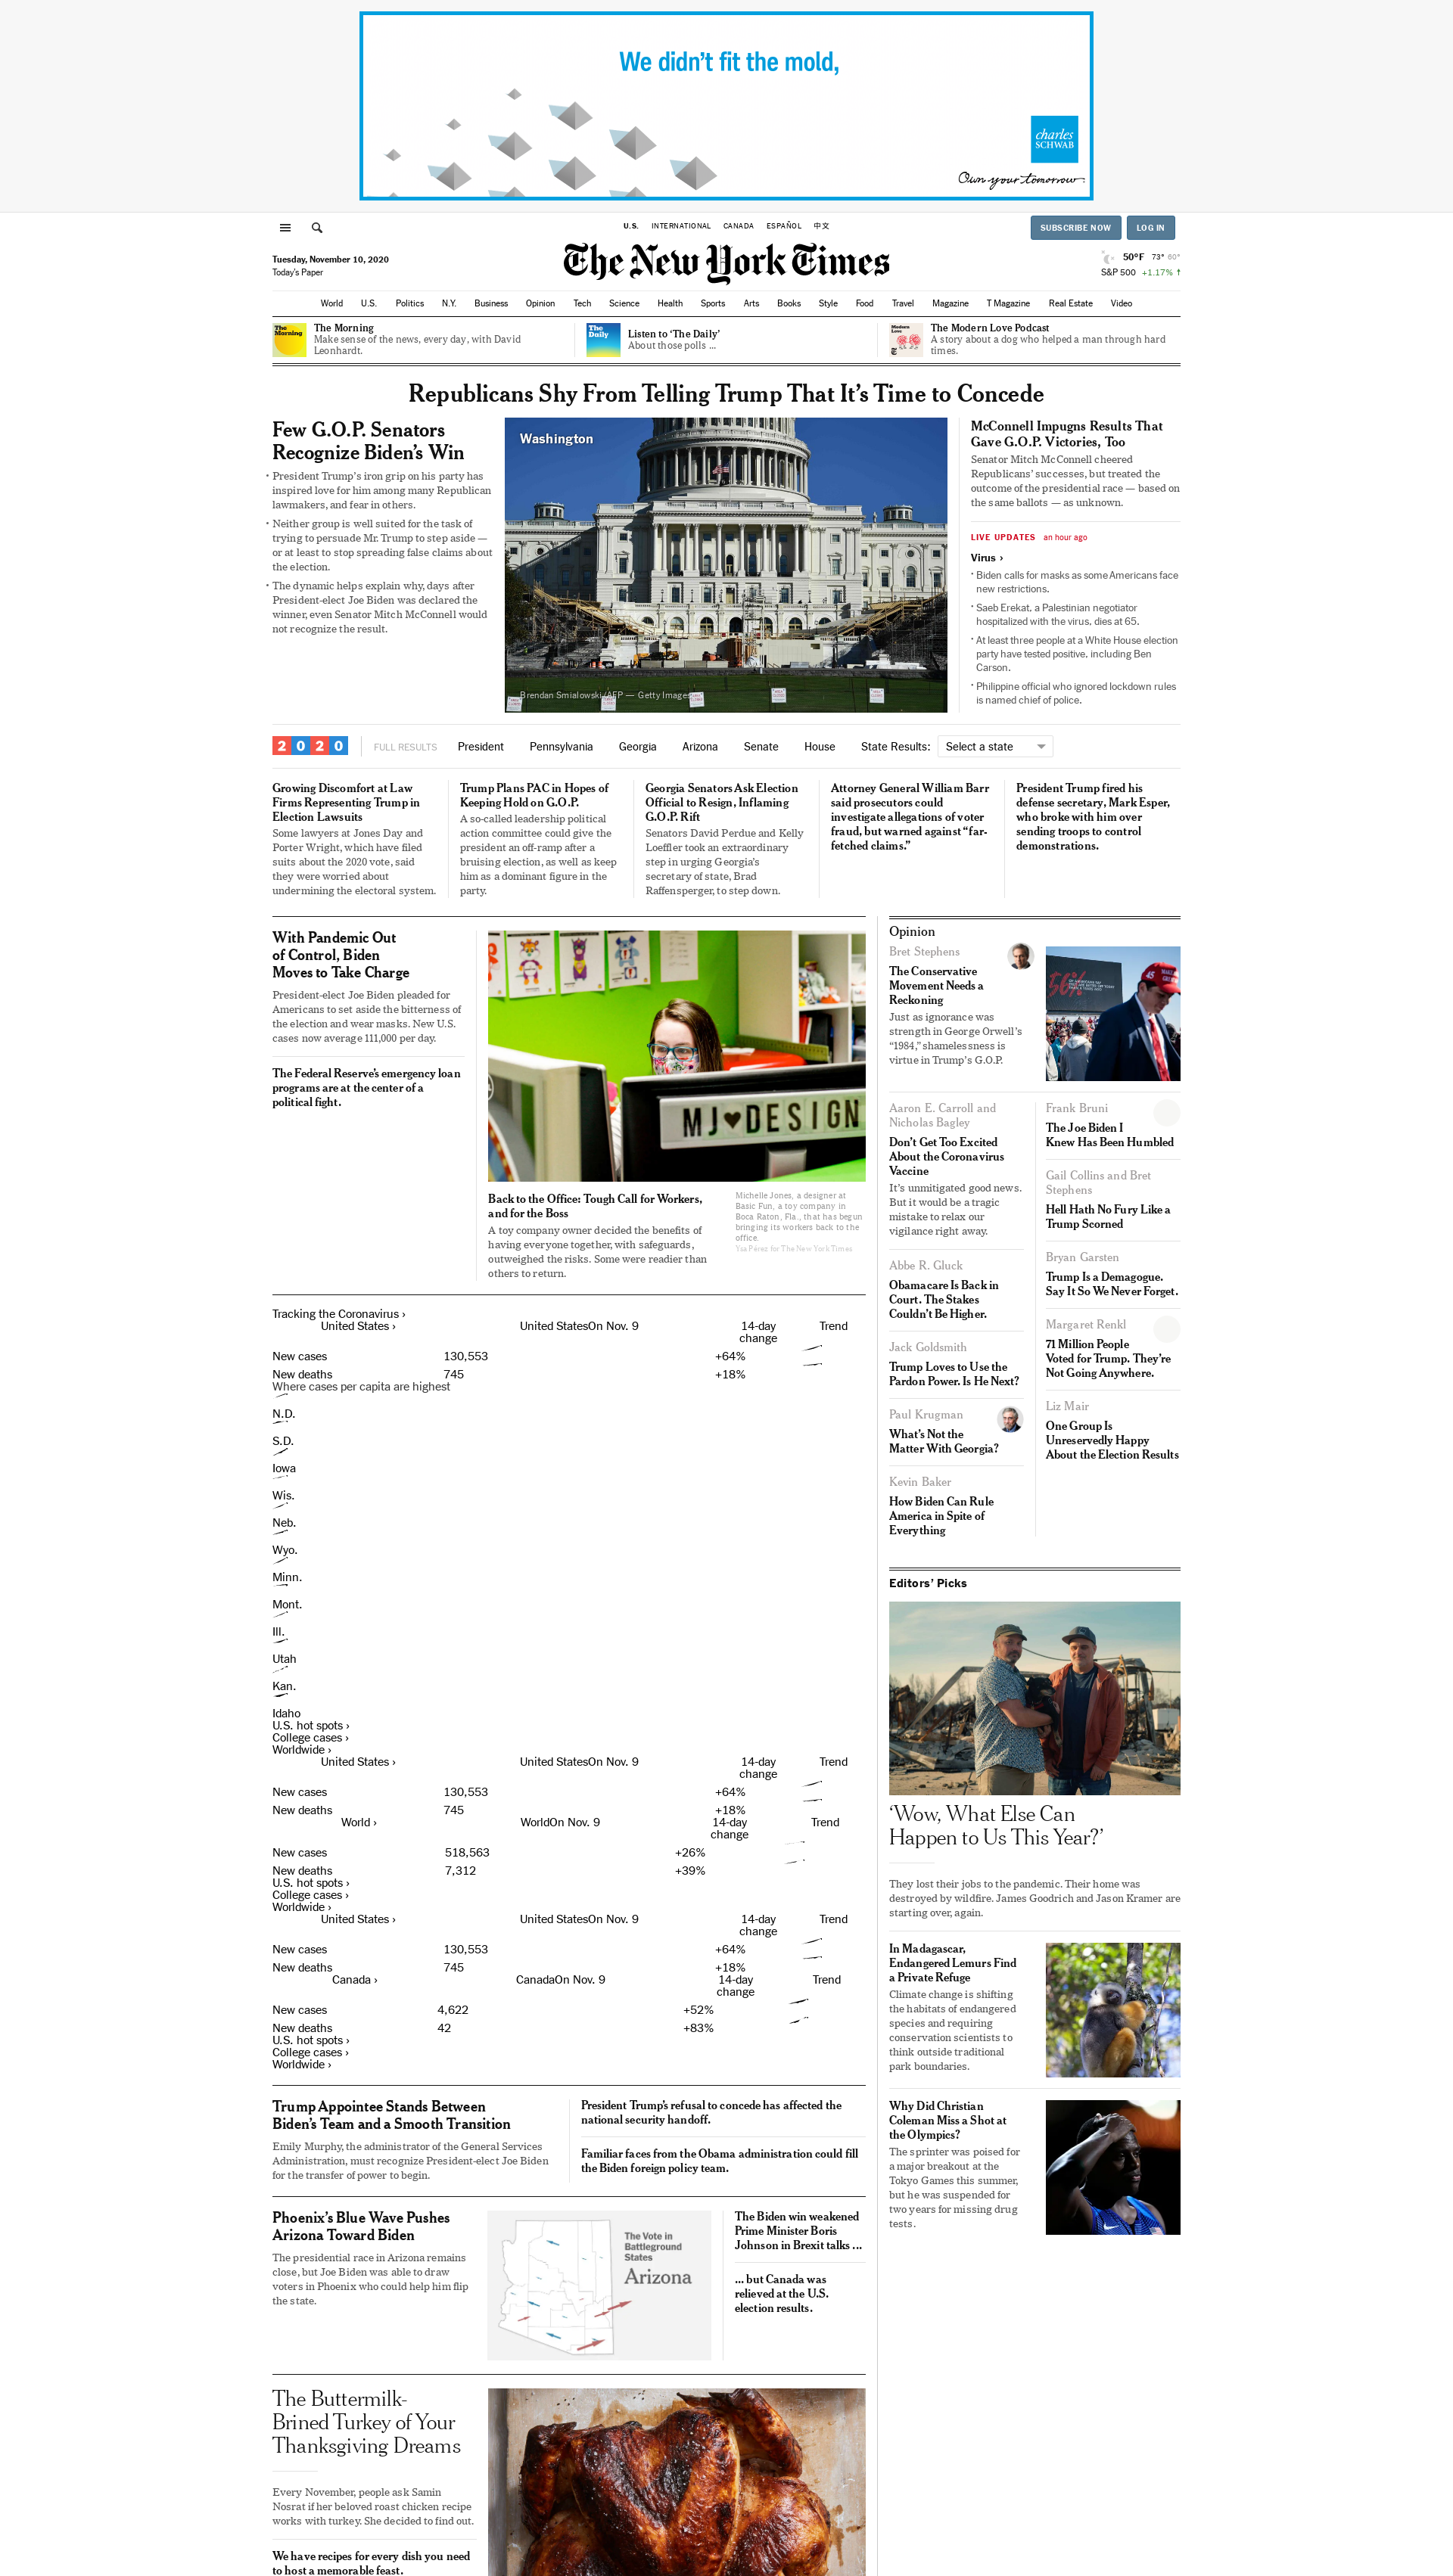 We didn't fit the mold,
charles
SCHWAB
Own your tomorrow
U.S. INTERNATIONAL CANADA ESPAÑOL 中文
SUBSCRIBE NOW LOG IN
Tuesday, November 10, 2020
Today's Paper
The New York Times
50°F 73° 60°
S&P 500 +1.17% ↑
World U.S. Politics N.Y. Business Opinion Tech Science Health Sports Arts Books Style Food Travel Magazine T Magazine Real Estate Video
The Morning
The Morning
Make sense of the news, every day, with David
Leonhardt.
The Daily
Listen to ‘The Daily’
About those polls ...
Modern Love
The Modern Love Podcast
A story about a dog who helped a man through hard
times.
Republicans Shy From Telling Trump That It’s Time to Concede
Few G.O.P. Senators
Recognize Biden’s Win
• President Trump’s iron grip on his party has
inspired love for him among many Republican
lawmakers, and fear in others.
• Neither group is well suited for the task of
trying to persuade Mr. Trump to step aside —
or at least to stop spreading false claims about
the election.
• The dynamic helps explain why, days after
President-elect Joe Biden was declared the
winner, even Senator Mitch McConnell would
not recognize the result.
Washington
Brendan Smialowski/AFP — Getty Images
McConnell Impugns Results That
Gave G.O.P. Victories, Too
Senator Mitch McConnell cheered
Republicans’ successes, but treated the
outcome of the presidential race — based on
the same ballots — as unknown.
LIVE UPDATES an hour ago
Virus ›
• Biden calls for masks as some Americans face
new restrictions.
• Saeb Erekat, a Palestinian negotiator
hospitalized with the virus, dies at 65.
• At least three people at a White House election
party have tested positive, including Ben
Carson.
• Philippine official who ignored lockdown rules
is named chief of police.
2020 FULL RESULTS President Pennsylvania Georgia Arizona Senate House State Results: Select a state
Growing Discomfort at Law
Firms Representing Trump in
Election Lawsuits
Some lawyers at Jones Day and
Porter Wright, which have filed
suits about the 2020 vote, said
they were worried about
undermining the electoral system.
Trump Plans PAC in Hopes of
Keeping Hold on G.O.P.
A so-called leadership political
action committee could give the
president an off-ramp after a
bruising election, as well as keep
him as a dominant figure in the
party.
Georgia Senators Ask Election
Official to Resign, Inflaming
G.O.P. Rift
Senators David Perdue and Kelly
Loeffler took an extraordinary
step in urging Georgia’s
secretary of state, Brad
Raffensperger, to step down.
Attorney General William Barr
said prosecutors could
investigate allegations of voter
fraud, but warned against “far-
fetched claims.”
President Trump fired his
defense secretary, Mark Esper,
who broke with him over
sending troops to control
demonstrations.
With Pandemic Out
of Control, Biden
Moves to Take Charge
President-elect Joe Biden pleaded for
Americans to set aside the bitterness of
the election and wear masks. New U.S.
cases now average 111,000 per day.
The Federal Reserve’s emergency loan
programs are at the center of a
political fight.
MJ♥DESIGN
Back to the Office: Tough Call for Workers,
and for the Boss
A toy company owner decided the benefits of
having everyone together, with safeguards,
outweighed the risks. Some were readier than
others to return.
Michelle Jones, a designer at
Basic Fun, a toy company in
Boca Raton, Fla., that has begun
bringing its workers back to the
office.
Ysa Pérez for The New York Times
Tracking the Coronavirus ›
United States › United StatesOn Nov. 9 14-day
change Trend
New cases 130,553 +64%
New deaths 745 +18%
Where cases per capita are highest
N.D.
S.D.
Iowa
Wis.
Neb.
Wyo.
Minn.
Mont.
Ill.
Utah
Kan.
Idaho
U.S. hot spots ›
College cases ›
Worldwide ›
United States › United StatesOn Nov. 9 14-day
change Trend
New cases 130,553 +64%
New deaths 745 +18%
World › WorldOn Nov. 9 14-day
change Trend
New cases 518,563 +26%
New deaths 7,312 +39%
U.S. hot spots ›
College cases ›
Worldwide ›
United States › United StatesOn Nov. 9 14-day
change Trend
New cases 130,553 +64%
New deaths 745 +18%
Canada › CanadaOn Nov. 9 14-day
change Trend
New cases 4,622 +52%
New deaths 42 +83%
U.S. hot spots ›
College cases ›
Worldwide ›
Trump Appointee Stands Between
Biden’s Team and a Smooth Transition
Emily Murphy, the administrator of the General Services
Administration, must recognize President-elect Joe Biden
for the transfer of power to begin.
President Trump’s refusal to concede has affected the
national security handoff.
Familiar faces from the Obama administration could fill
the Biden foreign policy team.
Phoenix’s Blue Wave Pushes
Arizona Toward Biden
The presidential race in Arizona remains
close, but Joe Biden was able to draw
voters in Phoenix who could help him flip
the state.
The Vote in
Battleground
States
Arizona
The Biden win weakened
Prime Minister Boris
Johnson in Brexit talks ...
... but Canada was
relieved at the U.S.
election results.
The Buttermilk-
Brined Turkey of Your
Thanksgiving Dreams
Every November, people ask Samin
Nosrat if her beloved roast chicken recipe
works with turkey. She decided to find out.
We have recipes for every dish you need
to host a memorable feast.
Opinion
Bret Stephens
The Conservative
Movement Needs a
Reckoning
Just as ignorance was
strength in George Orwell’s
“1984,” shamelessness is
virtue in Trump’s G.O.P.
56%
45
Aaron E. Carroll and
Nicholas Bagley
Don’t Get Too Excited
About the Coronavirus
Vaccine
It’s unmitigated good news.
But it would be a tragic
mistake to relax our
vigilance right away.
Abbe R. Gluck
Obamacare Is Back in
Court. The Stakes
Couldn’t Be Higher.
Jack Goldsmith
Trump Loves to Use the
Pardon Power. Is He Next?
Paul Krugman
What’s Not the
Matter With Georgia?
Kevin Baker
How Biden Can Rule
America in Spite of
Everything
Frank Bruni
The Joe Biden I
Knew Has Been Humbled
Gail Collins and Bret
Stephens
Hell Hath No Fury Like a
Trump Scorned
Bryan Garsten
Trump Is a Demagogue.
Say It So We Never Forget.
Margaret Renkl
71 Million People
Voted for Trump. They’re
Not Going Anywhere.
Liz Mair
One Group Is
Unreservedly Happy
About the Election Results
Editors’ Picks
‘Wow, What Else Can
Happen to Us This Year?’
They lost their jobs to the pandemic. Their home was
destroyed by wildfire. James Goodrich and Jason Kramer are
starting over, again.
In Madagascar,
Endangered Lemurs Find
a Private Refuge
Climate change is shifting
the habitats of endangered
species and requiring
conservation scientists to
think outside traditional
park boundaries.
Why Did Christian
Coleman Miss a Shot at
the Olympics?
The sprinter was poised for
a major breakout at the
Tokyo Games this summer,
but he was suspended for
two years for missing drug
tests.